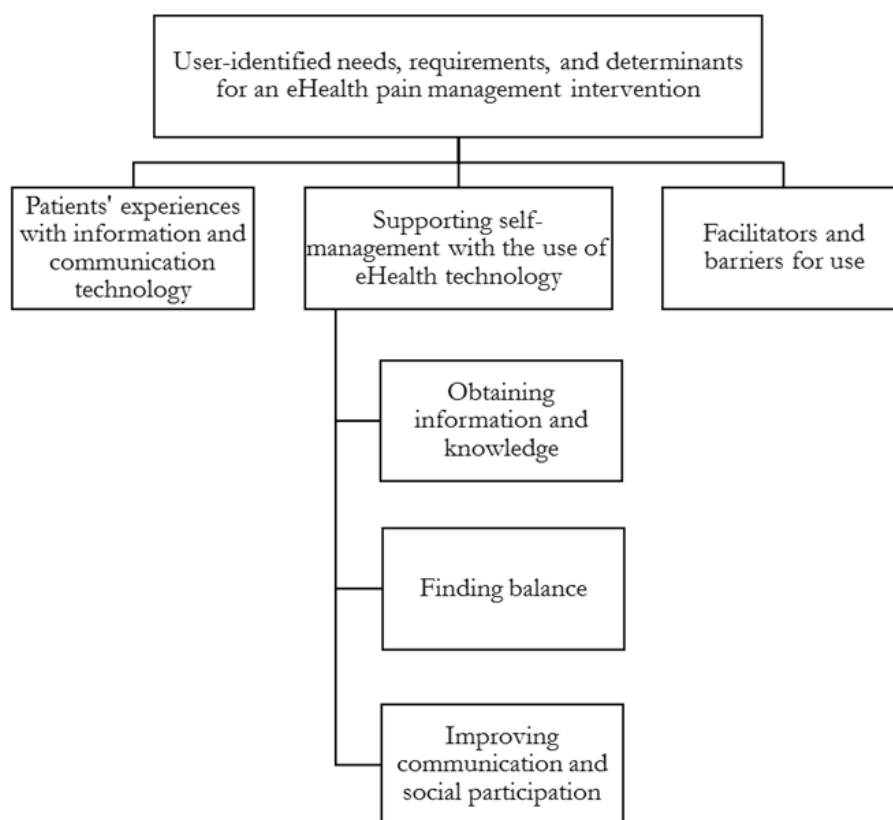 User-identified needs, requirements, and determinants
for an eHealth pain management intervention
Patients' experiences
with information and
communication
technology
Supporting self-
management with the use of
eHealth technology
Facilitators and
barriers for use
Obtaining
information and
knowledge
Finding balance
Improving
communication and
social participation